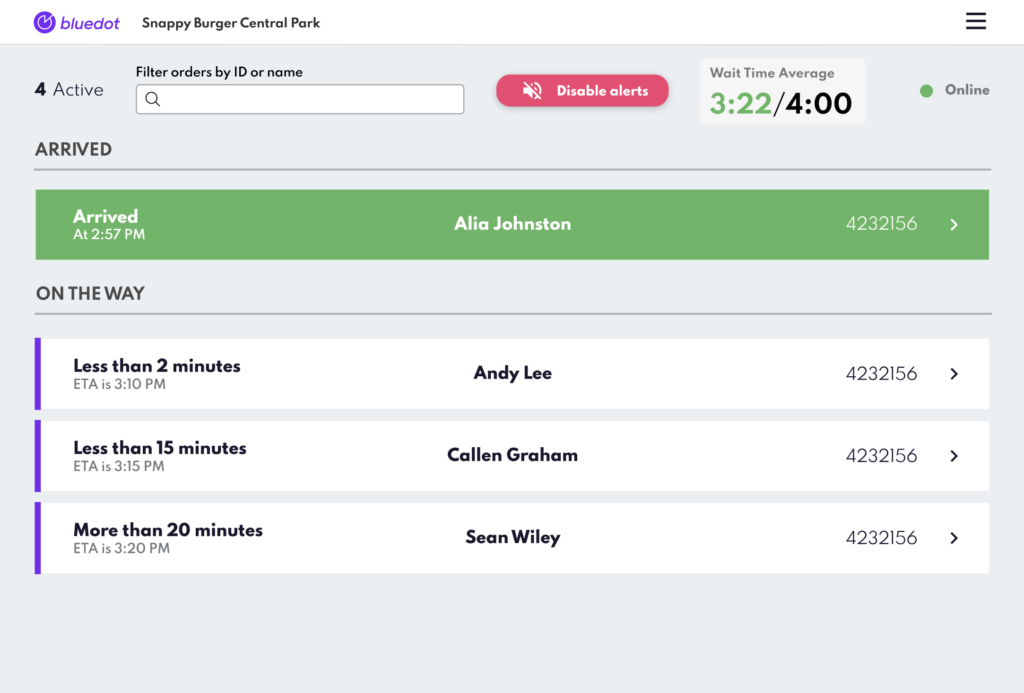 bluedot Snappy Burger Central Park
4 Active
Filter orders by ID or name
Disable alerts
Wait Time Average
3:22/4:00
Online
ARRIVED
Arrived
At 2:57 PM
Alia Johnston
4232156
ON THE WAY
Less than 2 minutes
ETA is 3:10 PM
Andy Lee
4232156
Less than 15 minutes
ETA is 3:15 PM
Callen Graham
4232156
More than 20 minutes
ETA is 3:20 PM
Sean Wiley
4232156